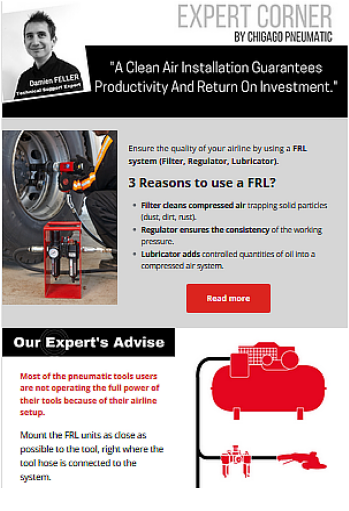 EXPERT CORNER
BY CHIGAGO PNEUMATIC
Damien FELLER
Technical Support Expert
"A Clean Air Installation Guarantees
Productivity And Return On Investment."
Ensure the quality of your airline by using a FRL
system (Filter, Regulator, Lubricator).
3 Reasons to use a FRL?
• Filter cleans compressed air trapping solid particles
(dust, dirt, rust).
• Regulator ensures the consistency of the working
pressure.
• Lubricator adds controlled quantities of oil into a
compressed air system.
Read more
Our Expert's Advise
Most of the pneumatic tools users
are not operating the full power of
their tools because of their airline
setup.
Mount the FRL units as close as
possible to the tool, right where the
tool hose is connected to the
system.